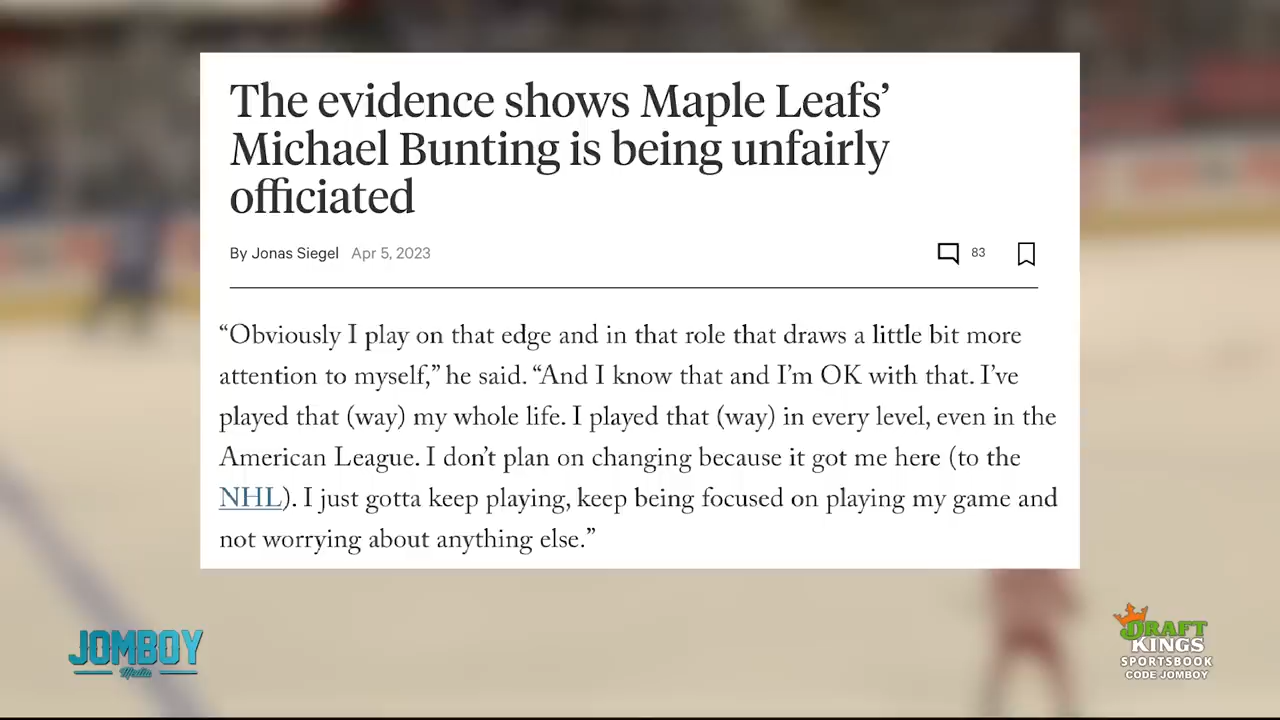 The evidence shows Maple Leafs’
Michael Bunting is being unfairly
officiated
By Jonas Siegel Apr 5, 2023
83
“Obviously I play on that edge and in that role that draws a little bit more
attention to myself,” he said. “And I know that and I’m OK with that. I’ve
played that (way) my whole life. I played that (way) in every level, even in the
American League. I don’t plan on changing because it got me here (to the
NHL). I just gotta keep playing, keep being focused on playing my game and
not worrying about anything else.”
JOMBOY
Media
DRAFT
KINGS
SPORTSBOOK
CODE JOMBOY